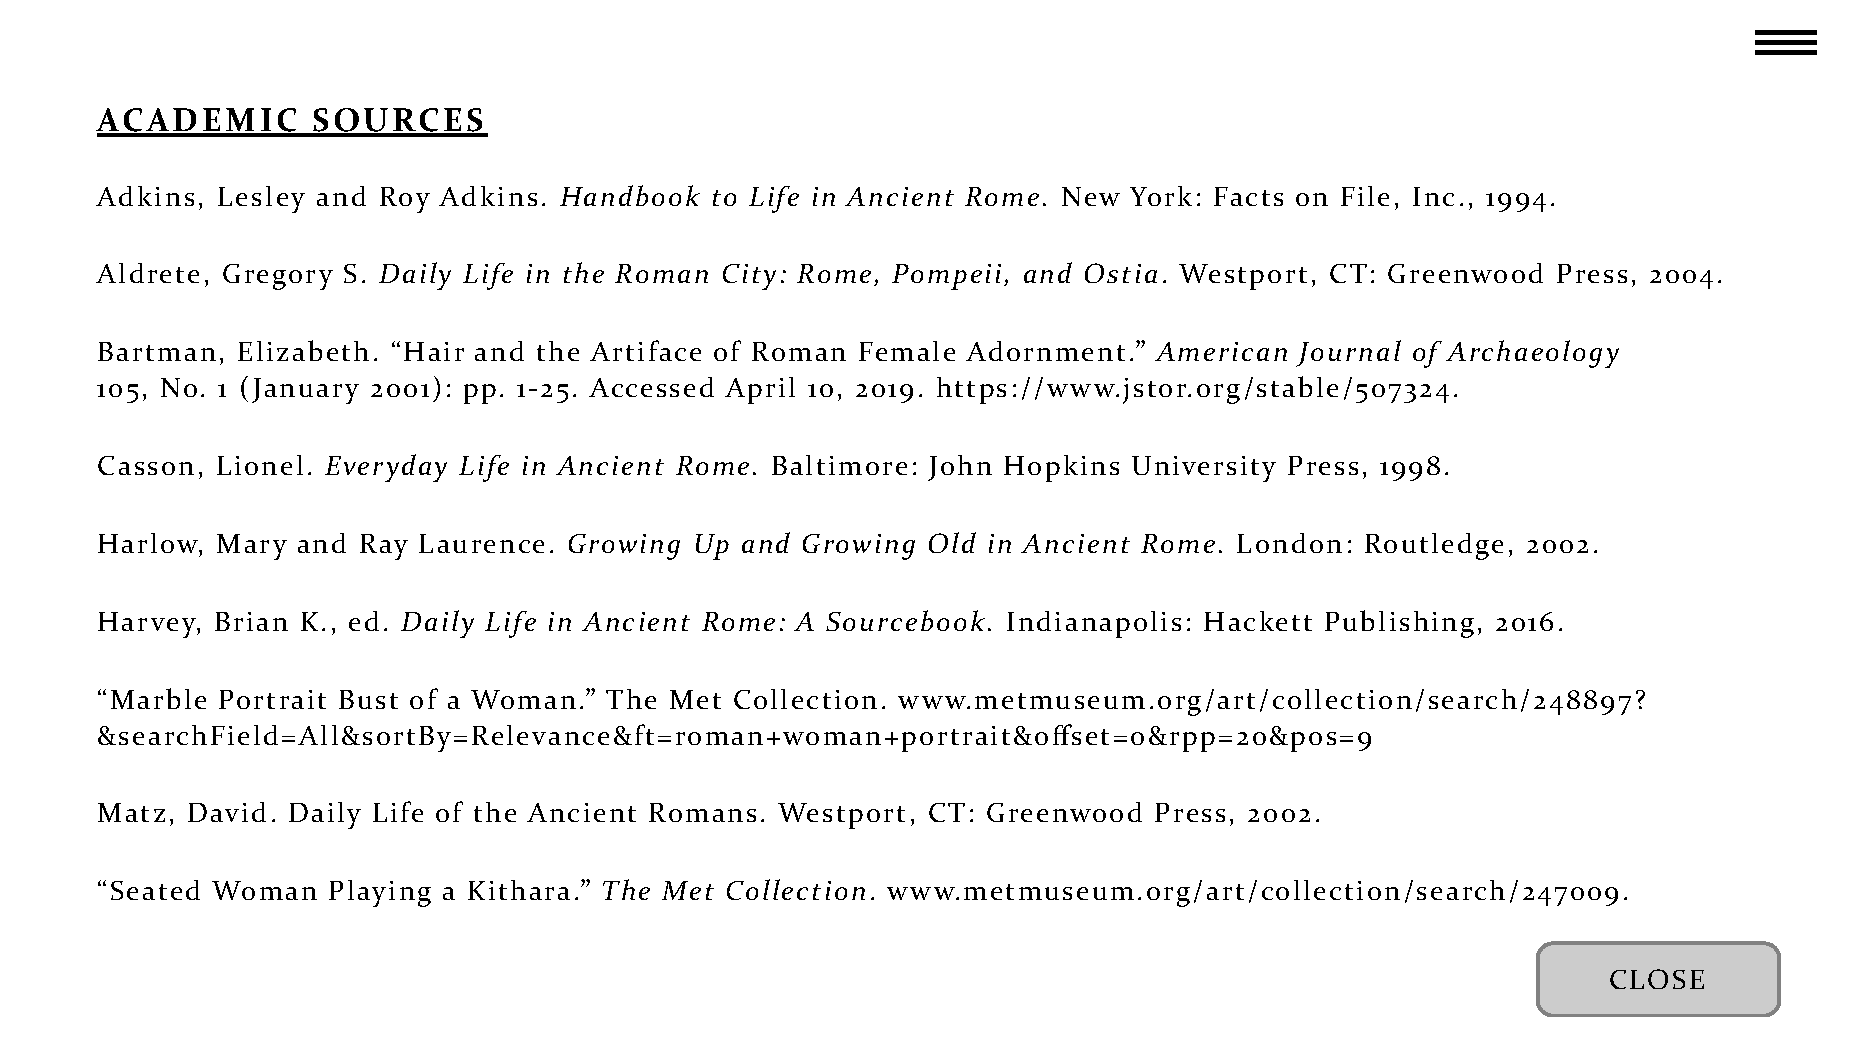 ACADEMIC SOURCES
Adkins, Lesley and Roy Adkins. Handbook to Life in Ancient Rome. New York: Facts on File, Inc., 1994.
Aldrete, Gregory S. Daily Life in the Roman City: Rome, Pompeii, and Ostia. Westport, CT: Greenwood Press, 2004.
Bartman, Elizabeth. “Hair and the Artiface of Roman Female Adornment.” American Journal of Archaeology
105, No. 1 (January 2001): pp. 1-25. Accessed April 10, 2019. https://www.jstor.org/stable/507324.
Casson, Lionel. Everyday Life in Ancient Rome. Baltimore: John Hopkins University Press, 1998.
Harlow, Mary and Ray Laurence. Growing Up and Growing Old in Ancient Rome. London: Routledge, 2002.
Harvey, Brian K., ed. Daily Life in Ancient Rome: A Sourcebook. Indianapolis: Hackett Publishing, 2016.
“Marble Portrait Bust of a Woman.” The Met Collection. www.metmuseum.org/art/collection/search/248897?
&searchField=All&sortBy=Relevance&ft=roman+woman+portrait&offset=0&rpp=20&pos=9
Matz, David. Daily Life of the Ancient Romans. Westport, CT: Greenwood Press, 2002.
“Seated Woman Playing a Kithara.” The Met Collection. www.metmuseum.org/art/collection/search/247009.
CLOSE